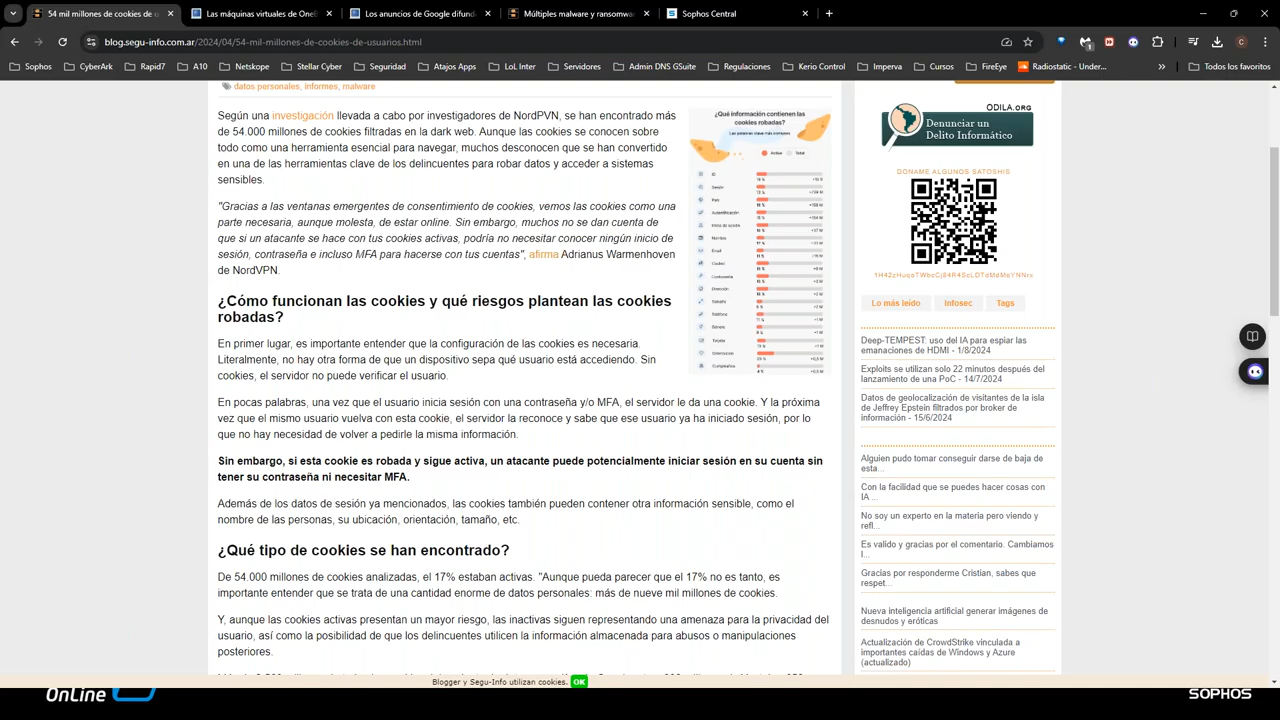 54 mil millones de cookies de u
Las máquinas virtuales de OneB
Los anuncios de Google difund
Múltiples malware y ransomwa
Sophos Central
blog.segu-info.com.ar/2024/04/54-mil-millones-de-cookies-de-usuarios.html
Sophos
CyberArk
Rapid7
A10
Netskope
Stellar Cyber
Seguridad
Atajos Apps
LoL Inter
Servidores
Admin DNS GSuite
Regulaciones
Kerio Control
Imperva
Cursos
FireEye
Radiostatic - Under...
Todos los favoritos
datos personales, informes, malware
Según una investigación llevada a cabo por investigadores de NordPVN, se han encontrado más
de 54.000 millones de cookies filtradas en la dark web. Aunque las cookies se conocen sobre
todo como una herramienta esencial para navegar, muchos desconocen que se han convertido
en una de las herramientas clave de los delincuentes para robar datos y acceder a sistemas
sensibles.
"Gracias a las ventanas emergentes de consentimiento de cookies, vemos las cookies como una
parte necesaria, aunque molesta, de estar en línea. Sin embargo, muchos no se dan cuenta de
que si un atacante se hace con tus cookies activas, podría no necesitar conocer ningún inicio de
sesión, contraseña e incluso MFA para hacerse con tus cuentas", afirma Adrianus Warmenhoven
de NordVPN.
¿Cómo funcionan las cookies y qué riesgos plantean las cookies
robadas?
En primer lugar, es importante entender que la configuración de las cookies es necesaria.
Literalmente, no hay otra forma de que un dispositivo sepa qué usuario está accediendo. Sin
cookies, el servidor no puede verificar el usuario.
En pocas palabras, una vez que el usuario inicia sesión con una contraseña y/o MFA, el servidor le da una cookie. Y la próxima
vez que el mismo usuario vuelva con esta cookie, el servidor la reconoce y sabe que ese usuario ya ha iniciado sesión, por lo
que no hay necesidad de volver a pedirle la misma información.
Sin embargo, si esta cookie es robada y sigue activa, un atacante puede potencialmente iniciar sesión en su cuenta sin
tener su contraseña ni necesitar MFA.
Además de los datos de sesión ya mencionados, las cookies también pueden contener otra información sensible, como el
nombre de las personas, su ubicación, orientación, tamaño, etc.
¿Qué tipo de cookies se han encontrado?
De 54.000 millones de cookies analizadas, el 17% estaban activas. "Aunque pueda parecer que el 17% no es tanto, es
importante entender que se trata de una cantidad enorme de datos personales: más de nueve mil millones de cookies.
Y, aunque las cookies activas presentan un mayor riesgo, las inactivas siguen representando una amenaza para la privacidad del
usuario, así como la posibilidad de que los delincuentes utilicen la información almacenada para abusos o manipulaciones
posteriores.
¿Qué información contienen las
cookies robadas?
Las palabras clave más comunes
Activa
Total
ID
Sesión
País
Autentificación
Inicio de sesión
Nombre
Email
Ciudad
Contraseña
Dirección
Tamaño
Teléfono
Género
Tarjeta
Orientación
Cumpleaños
ODILA.ORG
Denunciar un
Delito Informático
DONAME ALGUNOS SATOSHIS
Lo más leído
Infosec
Tags
Deep-TEMPEST: uso del IA para espiar las
emanaciones de HDMI - 1/8/2024
Exploits se utilizan solo 22 minutos después del
lanzamiento de una PoC - 14/7/2024
Datos de geolocalización de visitantes de la isla
de Jeffrey Epstein filtrados por broker de
información - 15/6/2024
Alguien pudo tomar conseguir darse de baja de
esta...
Con la facilidad que se puedes hacer cosas con
IA ...
No soy un experto en la materia pero viendo y
refl...
Es valido y gracias por el comentario. Cambiamos
l...
Gracias por responderme Cristian, sabes que
respet...
Nueva inteligencia artificial generar imágenes de
desnudos y eróticas
Actualización de CrowdStrike vinculada a
importantes caídas de Windows y Azure
(actualizado)
Blogger y Segu-Info utilizan cookies. OK
OnLine
SOPHOS